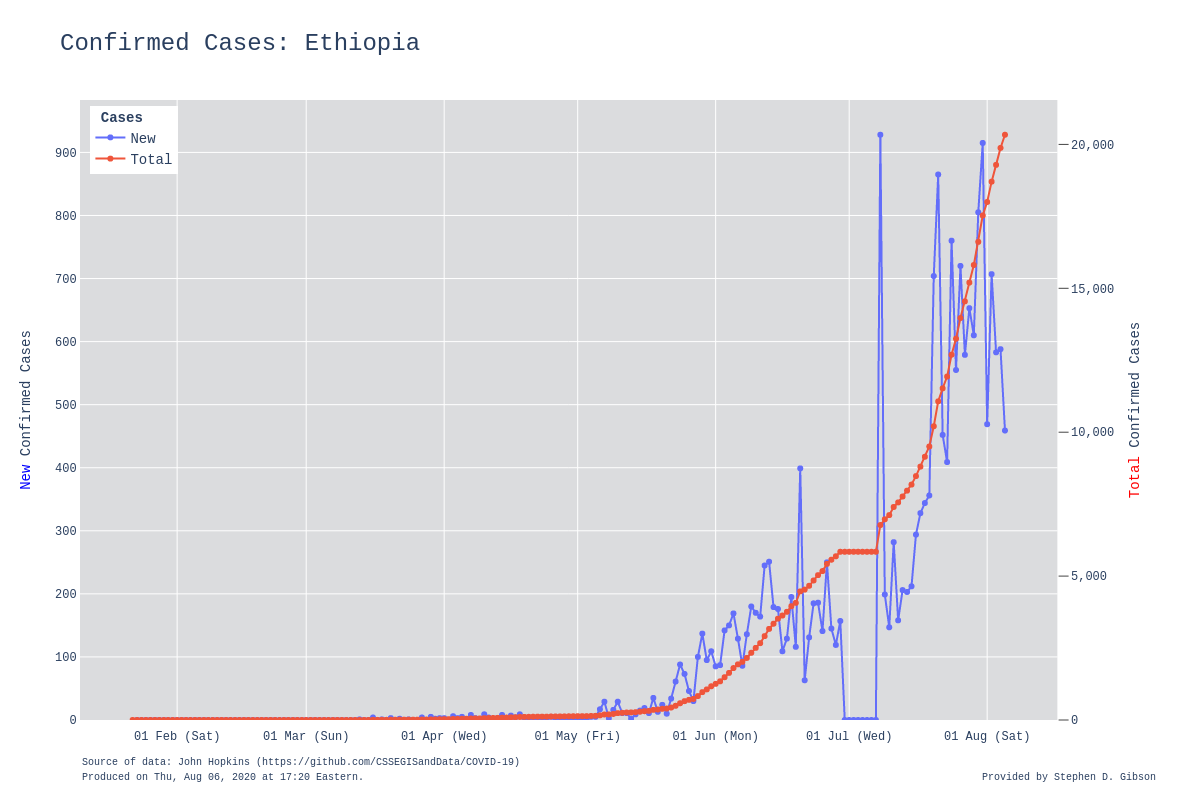 Confirmed Cases: Ethiopia
Cases
New
Total
900
800
700
600
500
400
300
200
100
0
New Confirmed Cases
20,000
15,000
10,000
5,000
0
Total Confirmed Cases
01 Feb (Sat)
01 Mar (Sun)
01 Apr (Wed)
01 May (Fri)
01 Jun (Mon)
01 Jul (Wed)
01 Aug (Sat)
Source of data: John Hopkins (https://github.com/CSSEGISandData/COVID-19)
Produced on Thu, Aug 06, 2020 at 17:20 Eastern.
Provided by Stephen D. Gibson